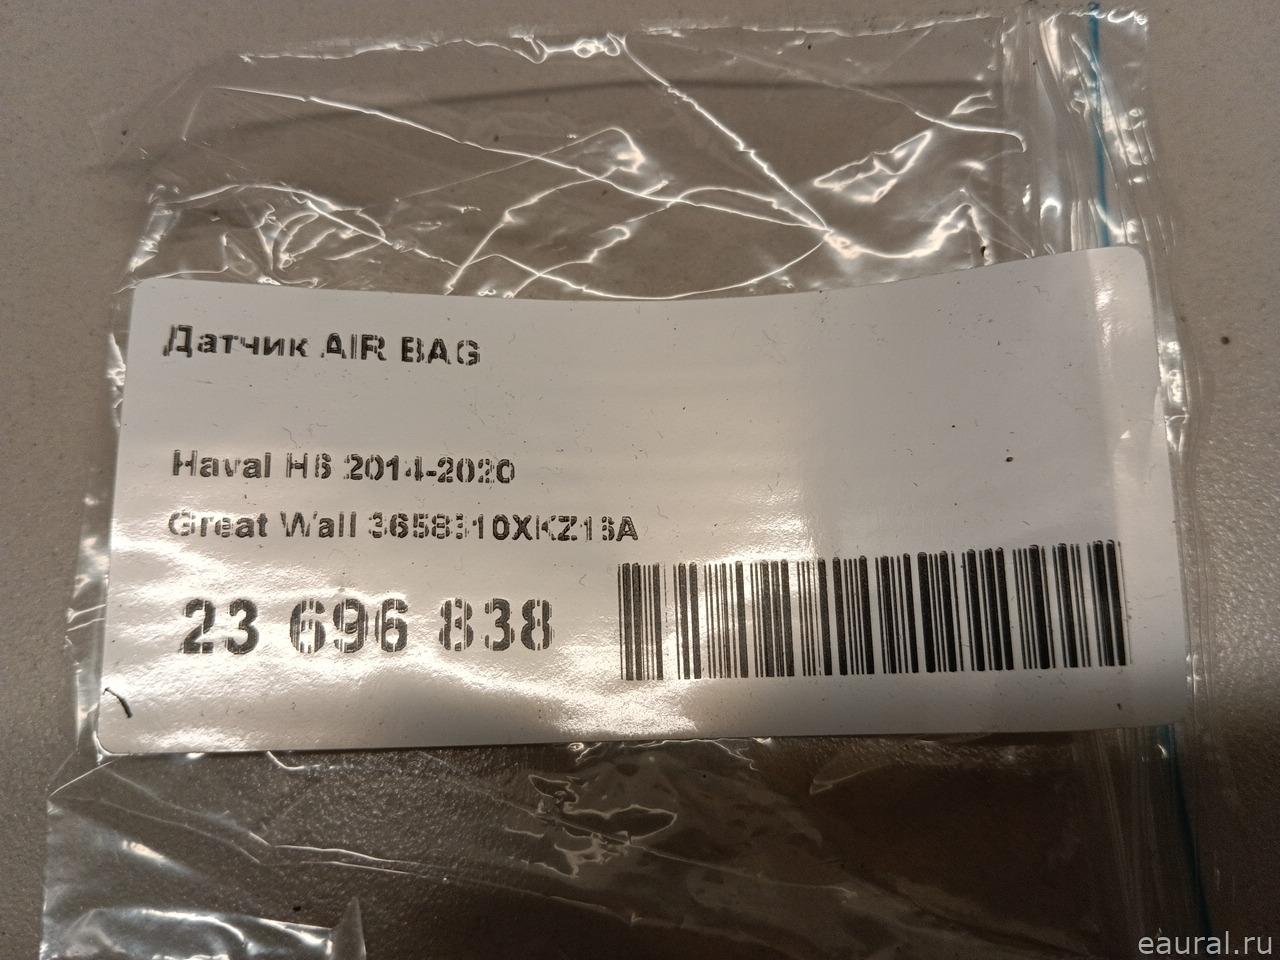 Датчик AIR BAG
Haval H6 2014-2020
Great Wall 3658310XKZ16A
23 696 838
eaural.ru